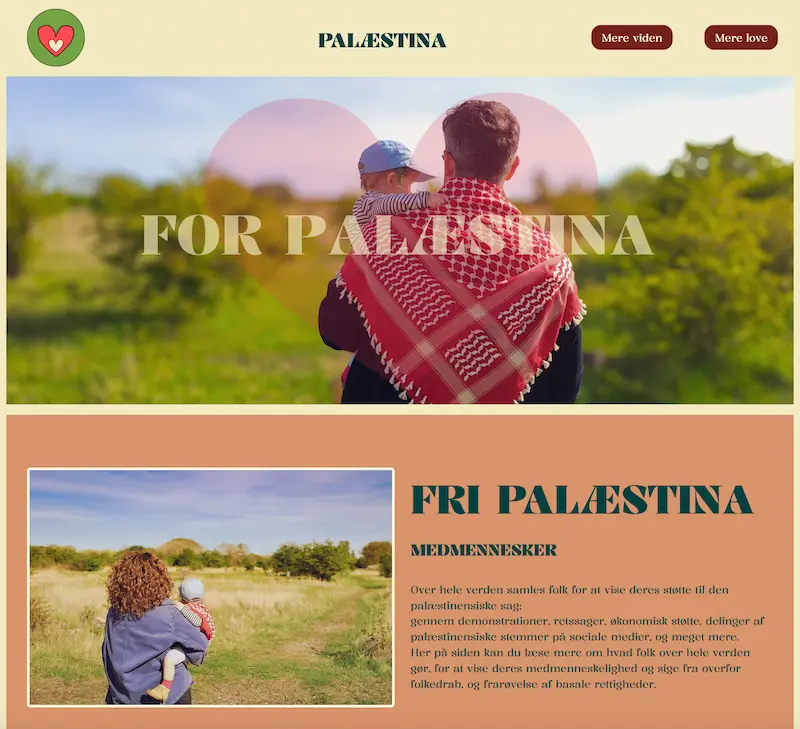 PALÆSTINA
Mere viden
Mere love
FOR PALÆSTINA
FRI PALÆSTINA
MEDMENNESKER
Over hele verden samles folk for at vise deres støtte til den
palæstinensiske sag;
gennem demonstrationer, retssager, økonomisk støtte, delinger af
palæstinensiske stemmer på sociale medier, og meget mere.
Her på siden kan du læse mere om hvad folk over hele verden
gør, for at vise deres medmenneskelighed og sige fra overfor
folkedrab, og frarøvelse af basale rettigheder.